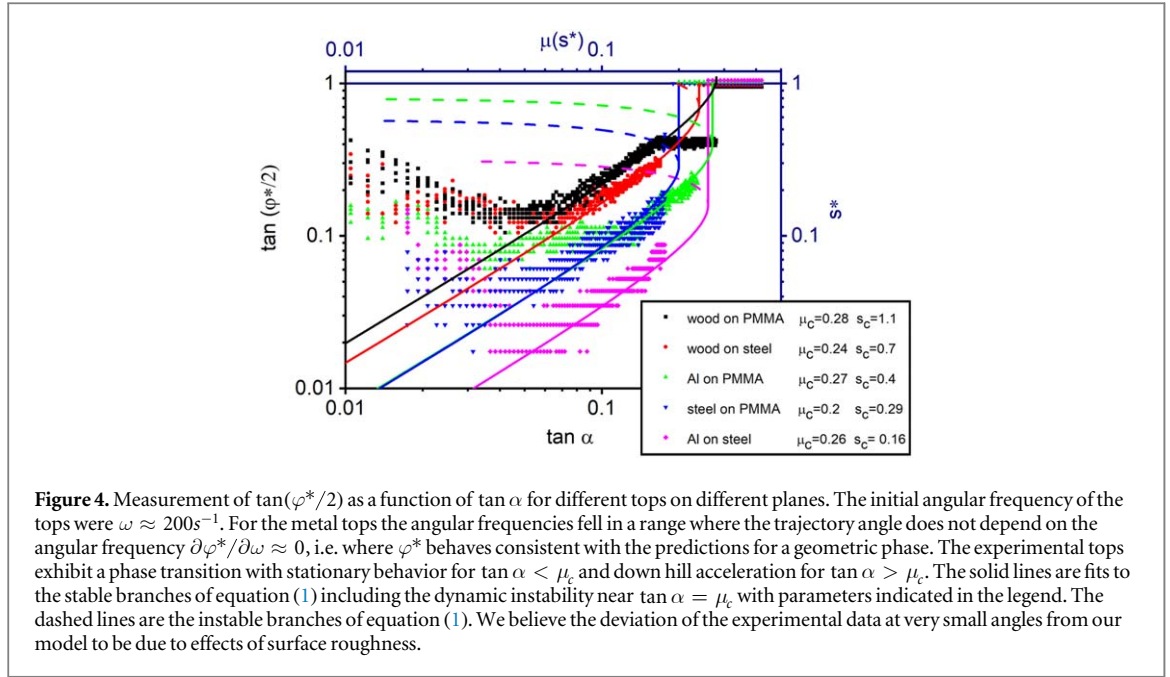 0.01 μ(s*) 0.1
1 1
tan (φ*/2)
s*
0.1 0.1
wood on PMMA μc=0.28 sc=1.1
wood on steel μc=0.24 sc=0.7
Al on PMMA μc=0.27 sc=0.4
steel on PMMA μc=0.2 sc=0.29
Al on steel μc=0.26 sc= 0.16
0.01
0.01 0.1
tan α
Figure 4. Measurement of tan(φ*/2) as a function of tan α for different tops on different planes. The initial angular frequency of the
tops were ω ≈ 200s⁻¹. For the metal tops the angular frequencies fell in a range where the trajectory angle does not depend on the
angular frequency ∂φ*/∂ω ≈ 0, i.e. where φ* behaves consistent with the predictions for a geometric phase. The experimental tops
exhibit a phase transition with stationary behavior for tan α < μc and down hill acceleration for tan α > μc. The solid lines are fits to
the stable branches of equation (1) including the dynamic instability near tan α = μc with parameters indicated in the legend. The
dashed lines are the instable branches of equation (1). We believe the deviation of the experimental data at very small angles from our
model to be due to effects of surface roughness.